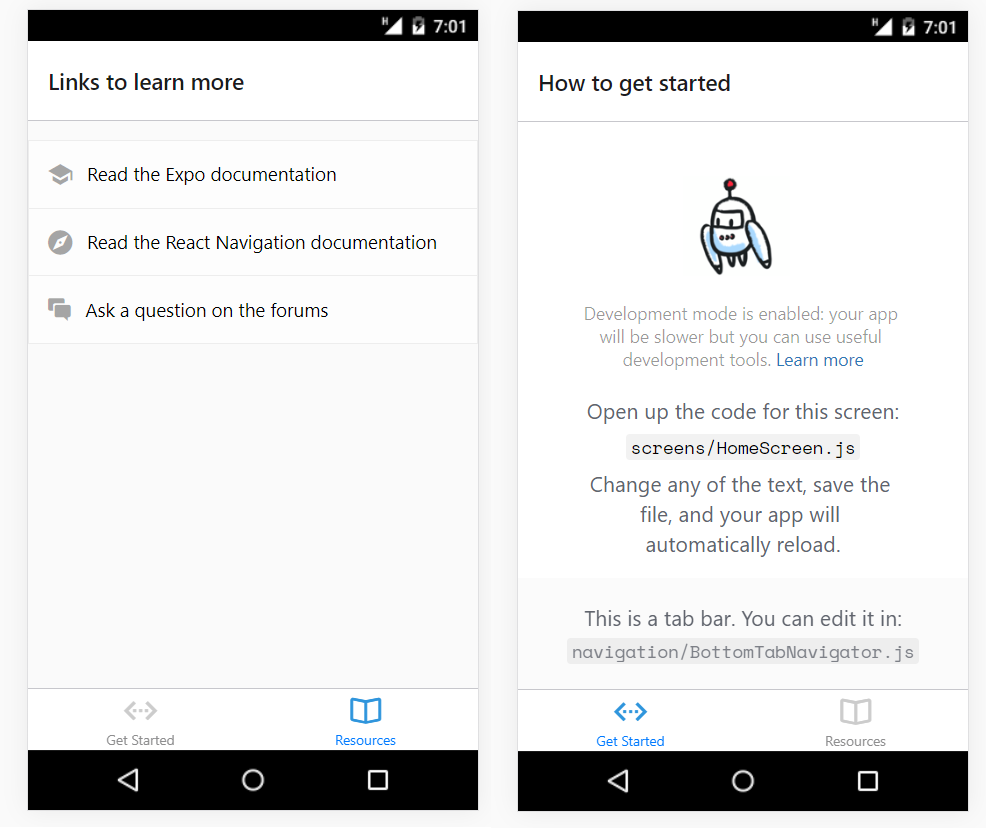 H 7:01
Links to learn more
Read the Expo documentation
Read the React Navigation documentation
Ask a question on the forums
Get Started
Resources
H 7:01
How to get started
Development mode is enabled: your app
will be slower but you can use useful
development tools. Learn more
Open up the code for this screen:
screens/HomeScreen.js
Change any of the text, save the
file, and your app will
automatically reload.
This is a tab bar. You can edit it in:
navigation/BottomTabNavigator.js
Get Started
Resources